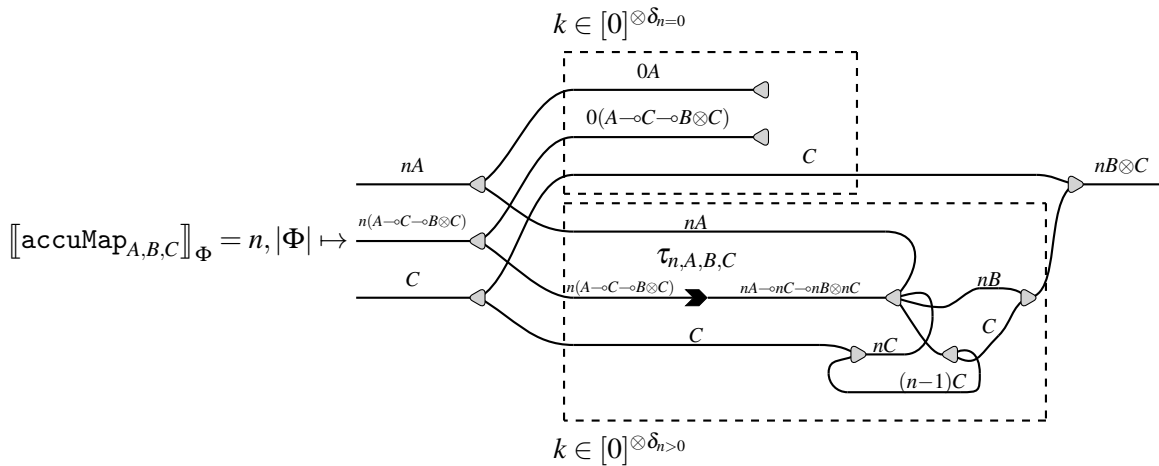 k ∈ [0]^{⊗δ_{n=0}}
0A
0(A⊸C⊸B⊗C)
C
nA
nB⊗C
n(A⊸C⊸B⊗C)
nA
⟦accuMap_{A,B,C}⟧_Φ = n,|Φ| ↦
τ_{n,A,B,C}
C
n(A⊸C⊸B⊗C)
nA⊸nC⊸nB⊗nC
nB
C
C
nC
(n−1)C
k ∈ [0]^{⊗δ_{n>0}}